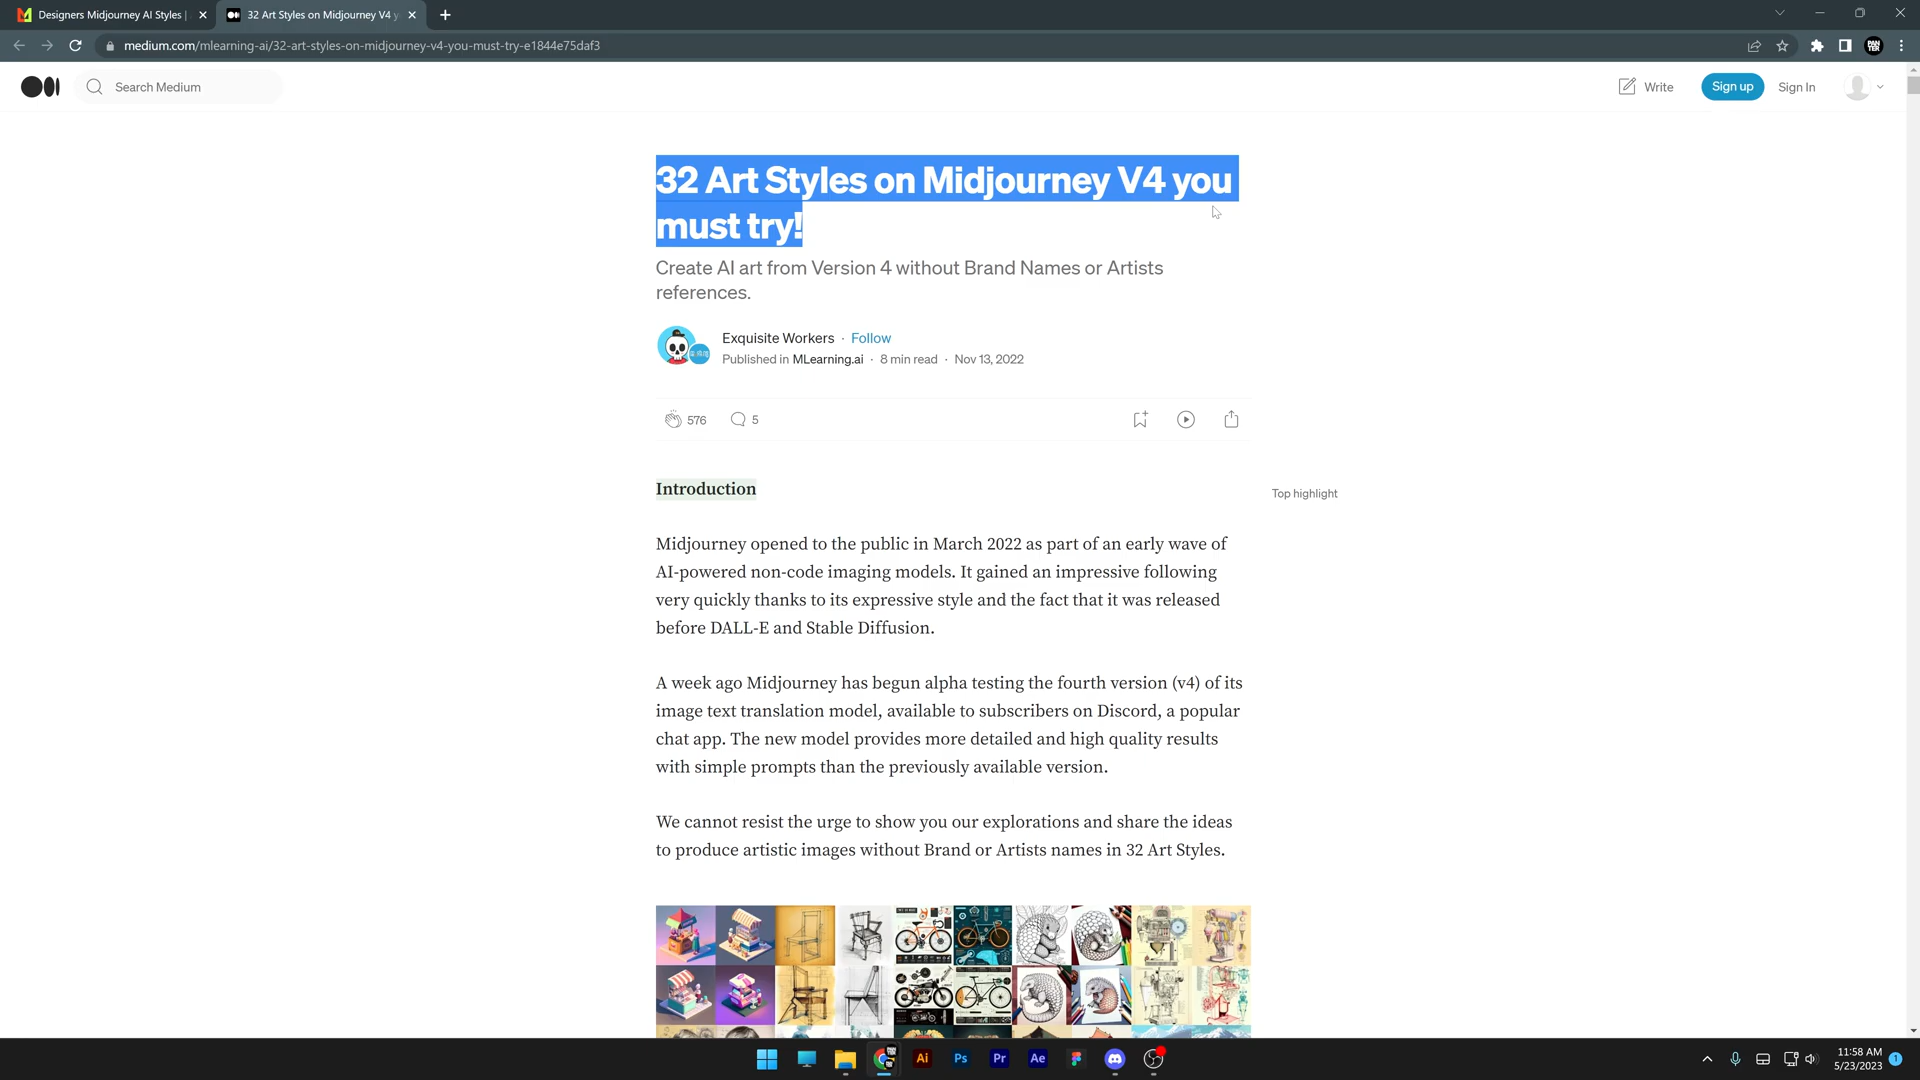 Designers Midjourney AI Styles |
32 Art Styles on Midjourney V4 y
medium.com/mlearning-ai/32-art-styles-on-midjourney-v4-you-must-try-e1844e75daf3
Search Medium
Write
Sign up
Sign In
32 Art Styles on Midjourney V4 you
must try!
Create AI art from Version 4 without Brand Names or Artists
references.
Exquisite Workers · Follow
Published in MLearning.ai · 8 min read · Nov 13, 2022
576
5
Introduction
Top highlight
Midjourney opened to the public in March 2022 as part of an early wave of
AI-powered non-code imaging models. It gained an impressive following
very quickly thanks to its expressive style and the fact that it was released
before DALL-E and Stable Diffusion.
A week ago Midjourney has begun alpha testing the fourth version (v4) of its
image text translation model, available to subscribers on Discord, a popular
chat app. The new model provides more detailed and high quality results
with simple prompts than the previously available version.
We cannot resist the urge to show you our explorations and share the ideas
to produce artistic images without Brand or Artists names in 32 Art Styles.
Ai
Ps
Pr
Ae
11:58 AM
5/23/2023
1